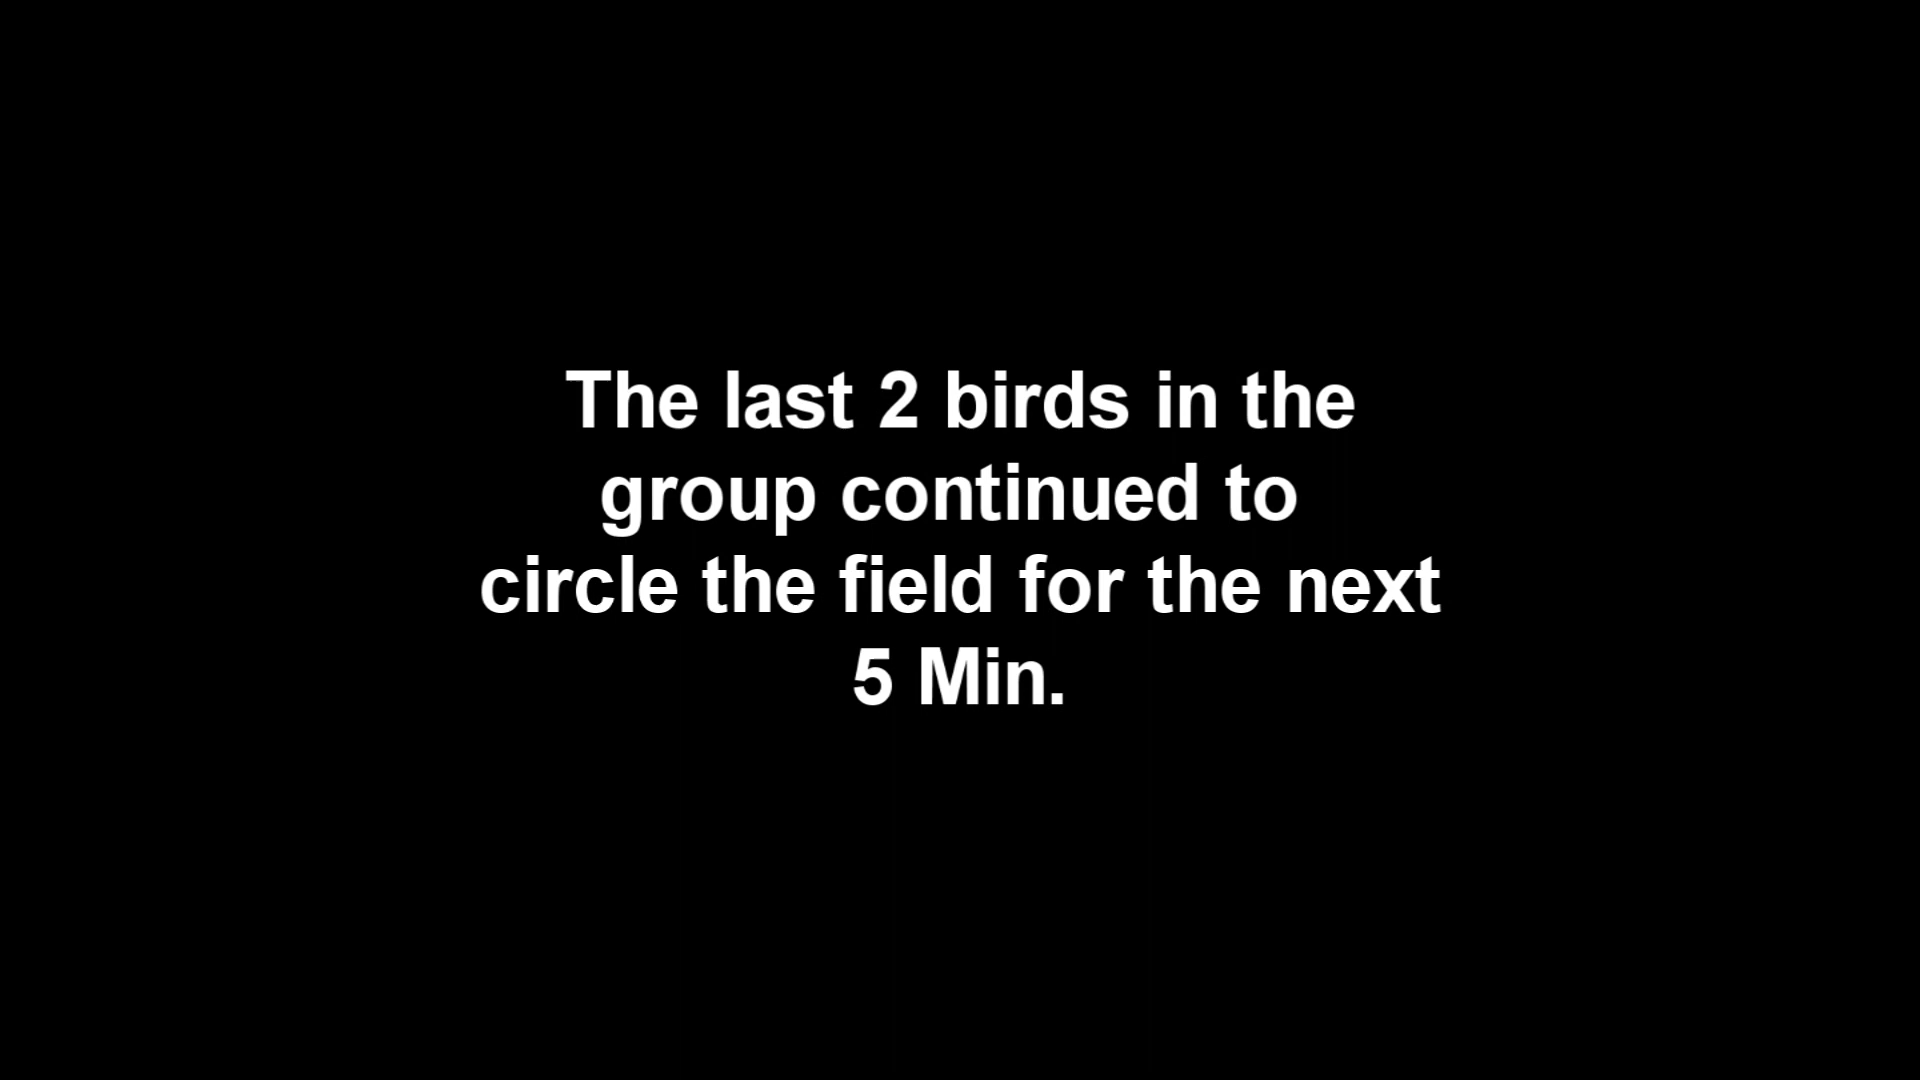 The last 2 birds in the
group continued to
circle the field for the next
5 Min.